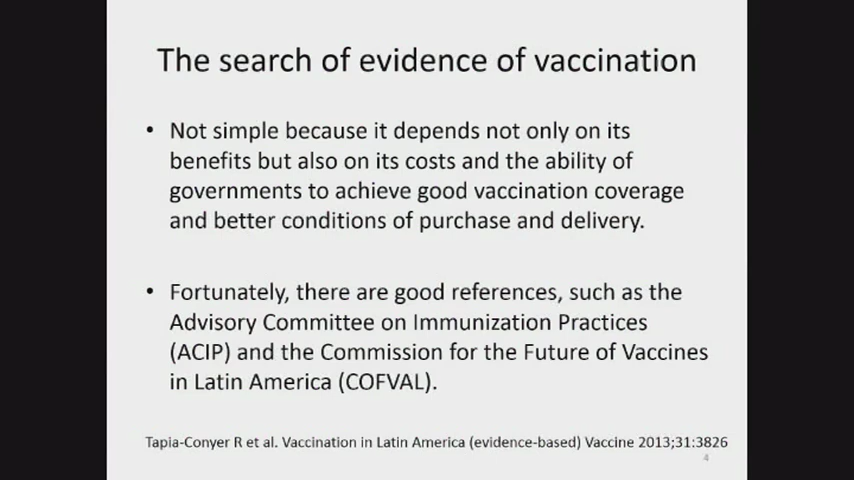 The search of evidence of vaccination
• Not simple because it depends not only on its
benefits but also on its costs and the ability of
governments to achieve good vaccination coverage
and better conditions of purchase and delivery.
• Fortunately, there are good references, such as the
Advisory Committee on Immunization Practices
(ACIP) and the Commission for the Future of Vaccines
in Latin America (COFVAL).
Tapia-Conyer R et al. Vaccination in Latin America (evidence-based) Vaccine 2013;31:3826
4